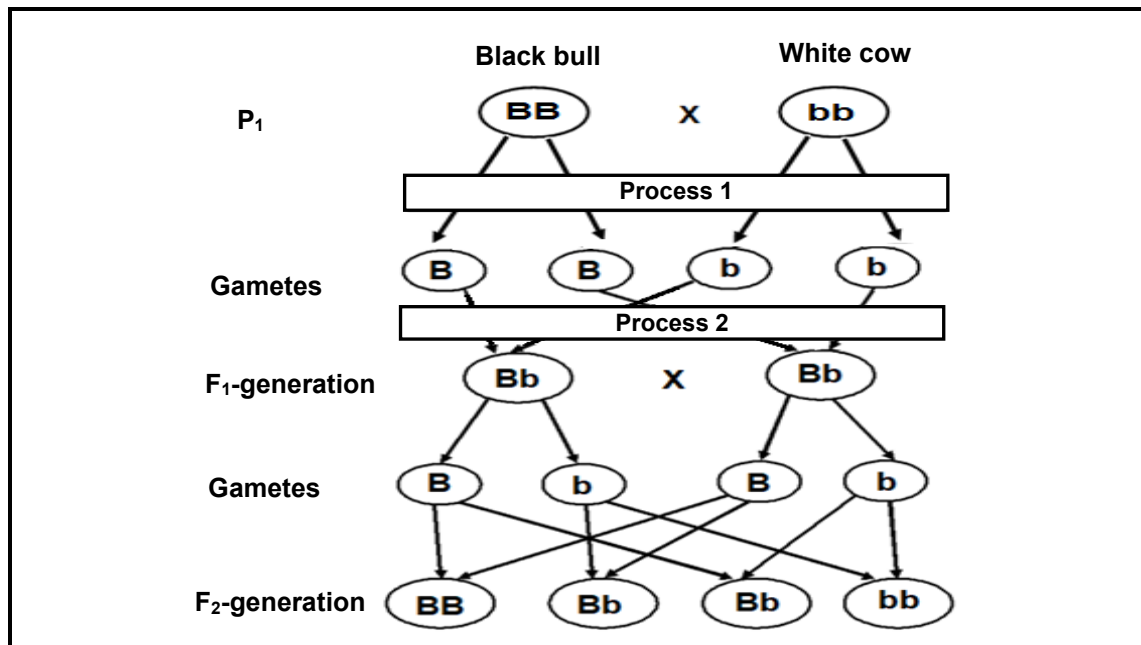 Black bull White cow
P₁ BB X bb
Process 1
B B b b
Gametes
Process 2
F₁-generation Bb X Bb
Gametes B b B b
F₂-generation BB Bb Bb bb